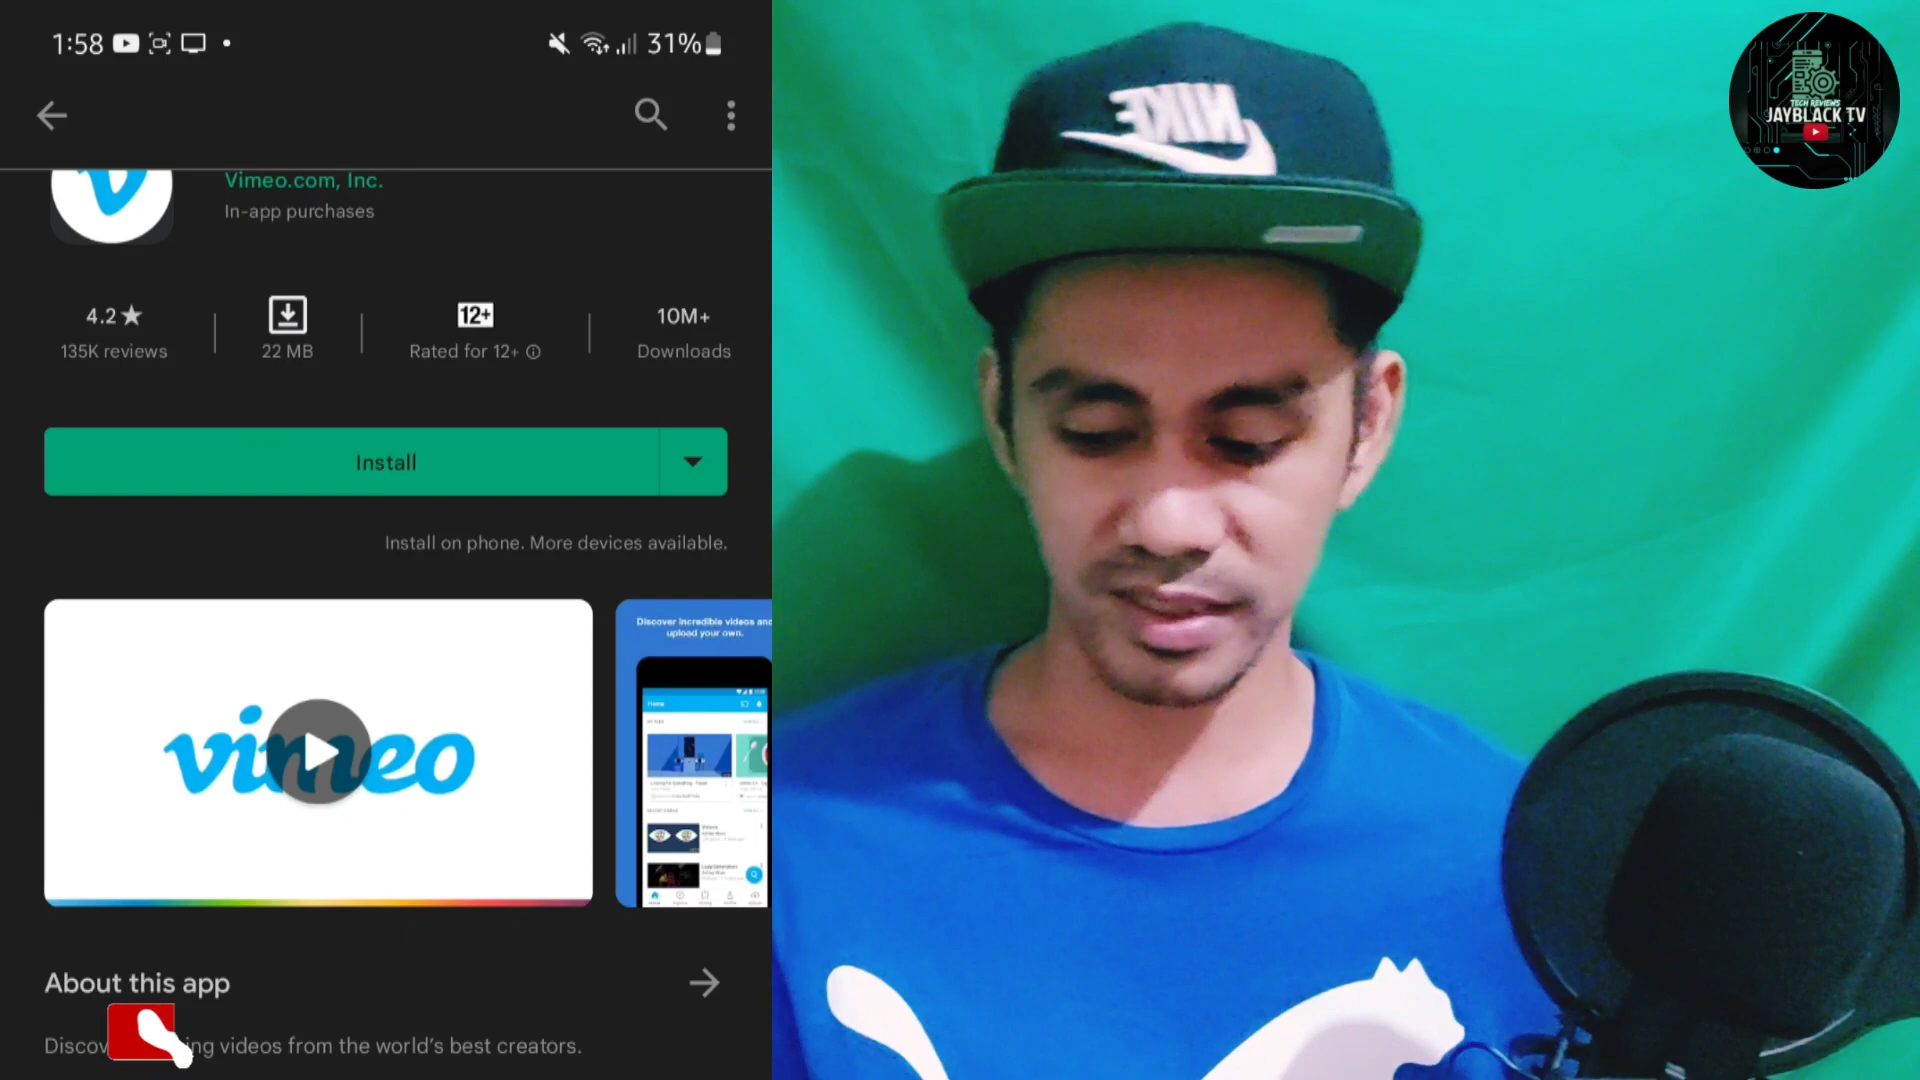 1:58
31%
Vimeo.com, Inc.
In-app purchases
4.2★
135K reviews
22 MB
12+
Rated for 12+
10M+
Downloads
Install
Install on phone. More devices available.
vimeo
Discover incredible videos and
upload your own.
Home
About this app
Discov ing videos from the world's best creators.
NIKE
TECH REVIEWS
JAYBLACK TV